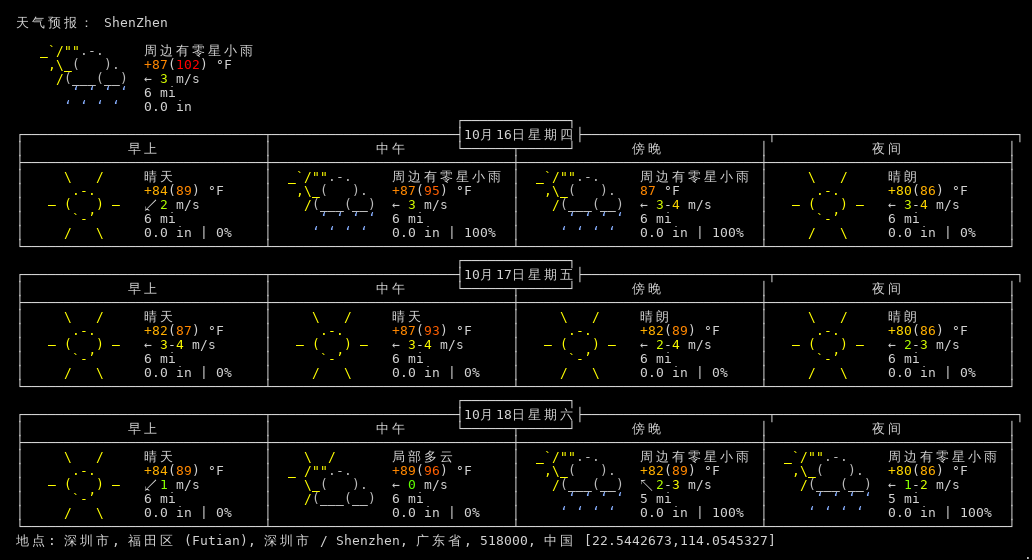 天气预报： ShenZhen
周边有零星小雨
+87(102) °F
← 3 m/s
6 mi
0.0 in
10月16日星期四
早上 中午 傍晚 夜间
晴天 周边有零星小雨 周边有零星小雨 晴朗
+84(89) °F +87(95) °F 87 °F +80(86) °F
↙ 2 m/s ← 3 m/s ← 3-4 m/s ← 3-4 m/s
6 mi 6 mi 6 mi 6 mi
0.0 in | 0% 0.0 in | 100% 0.0 in | 100% 0.0 in | 0%
10月17日星期五
早上 中午 傍晚 夜间
晴天 晴天 晴朗 晴朗
+82(87) °F +87(93) °F +82(89) °F +80(86) °F
← 3-4 m/s ← 3-4 m/s ← 2-4 m/s ← 2-3 m/s
6 mi 6 mi 6 mi 6 mi
0.0 in | 0% 0.0 in | 0% 0.0 in | 0% 0.0 in | 0%
10月18日星期六
早上 中午 傍晚 夜间
晴天 局部多云 周边有零星小雨 周边有零星小雨
+84(89) °F +89(96) °F +82(89) °F +80(86) °F
↙ 1 m/s ← 0 m/s ↖ 2-3 m/s ← 1-2 m/s
6 mi 6 mi 5 mi 5 mi
0.0 in | 0% 0.0 in | 0% 0.0 in | 100% 0.0 in | 100%
地点: 深圳市, 福田区 (Futian), 深圳市 / Shenzhen, 广东省, 518000, 中国 [22.5442673,114.0545327]